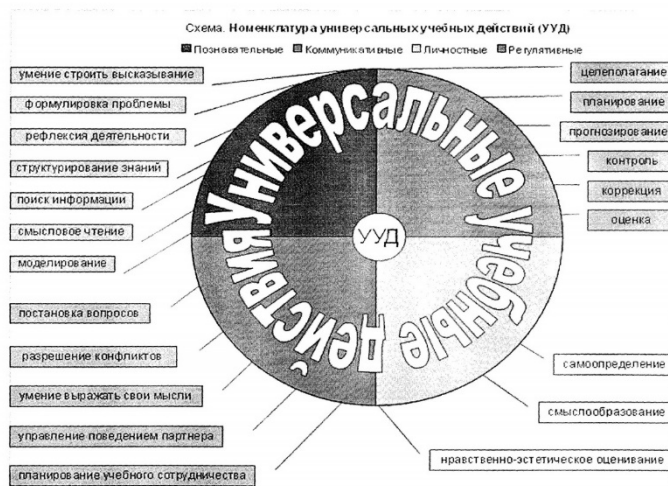 Схема. Номенклатура универсальных учебных действий (УУД)
Познавательные Коммуникативные Личностные Регулятивные
умение строить высказывание
формулировка проблемы
рефлексия деятельности
структурирование знаний
поиск информации
смысловое чтение
моделирование
постановка вопросов
разрешение конфликтов
умение выражать свои мысли
управление поведением партнера
планирование учебного сотрудничества
Универсальные учебные действия
УУД
целеполагание
планирование
прогнозирование
контроль
коррекция
оценка
самоопределение
смыслообразование
нравственно-эстетическое оценивание